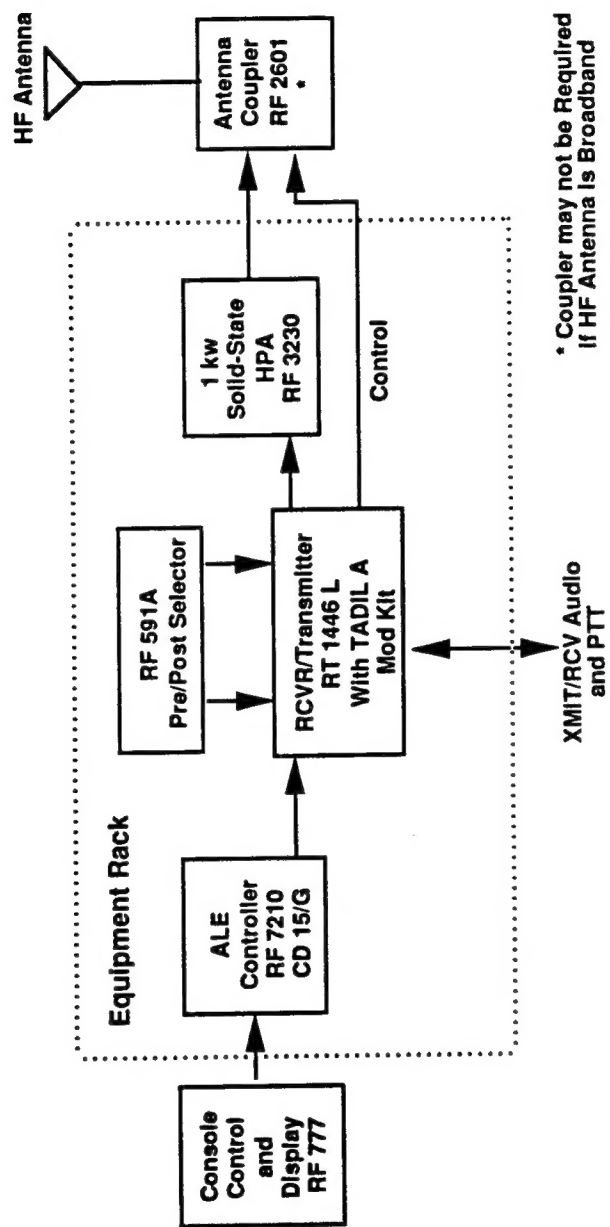 HF Antenna
Antenna
Coupler
RF 2601
*
Equipment Rack
1 kw
Solid-State
HPA
RF 3230
RF 591A
Pre/Post Selector
Control
Console
Control
and
Display
RF 777
ALE
Controller
RF 7210
CD 15/G
RCVR/Transmitter
RT 1446 L
With TADIL A
Mod Kit
XMIT/RCV Audio
and PTT
* Coupler may not be Required
If HF Antenna Is Broadband